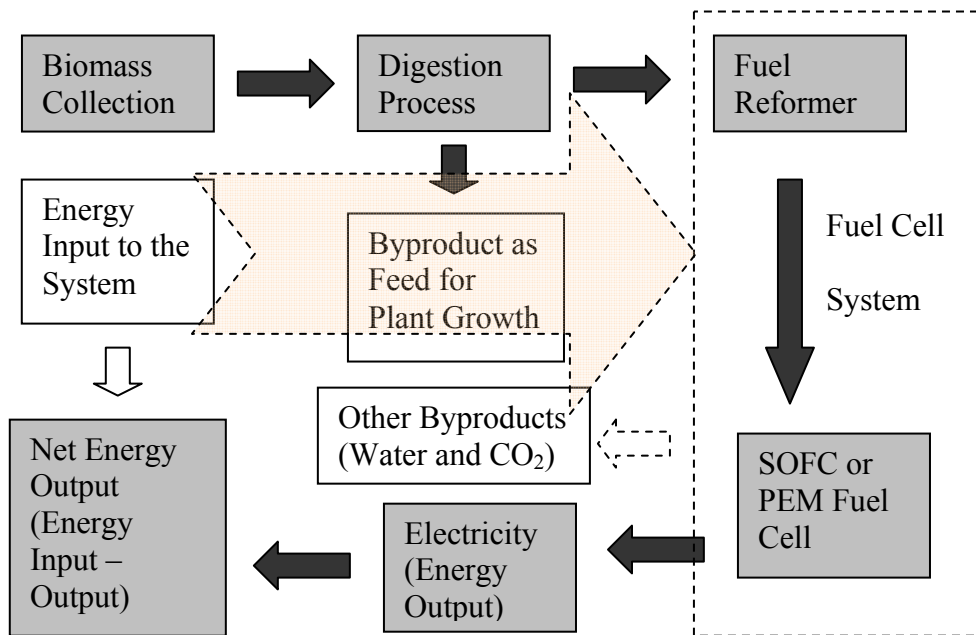 Biomass
Collection
Digestion
Process
Fuel
Reformer
Energy
Input to the
System
Byproduct as
Feed for
Plant Growth
Fuel Cell
System
Other Byproducts
(Water and CO₂)
Net Energy
Output
(Energy
Input –
Output)
Electricity
(Energy
Output)
SOFC or
PEM Fuel
Cell